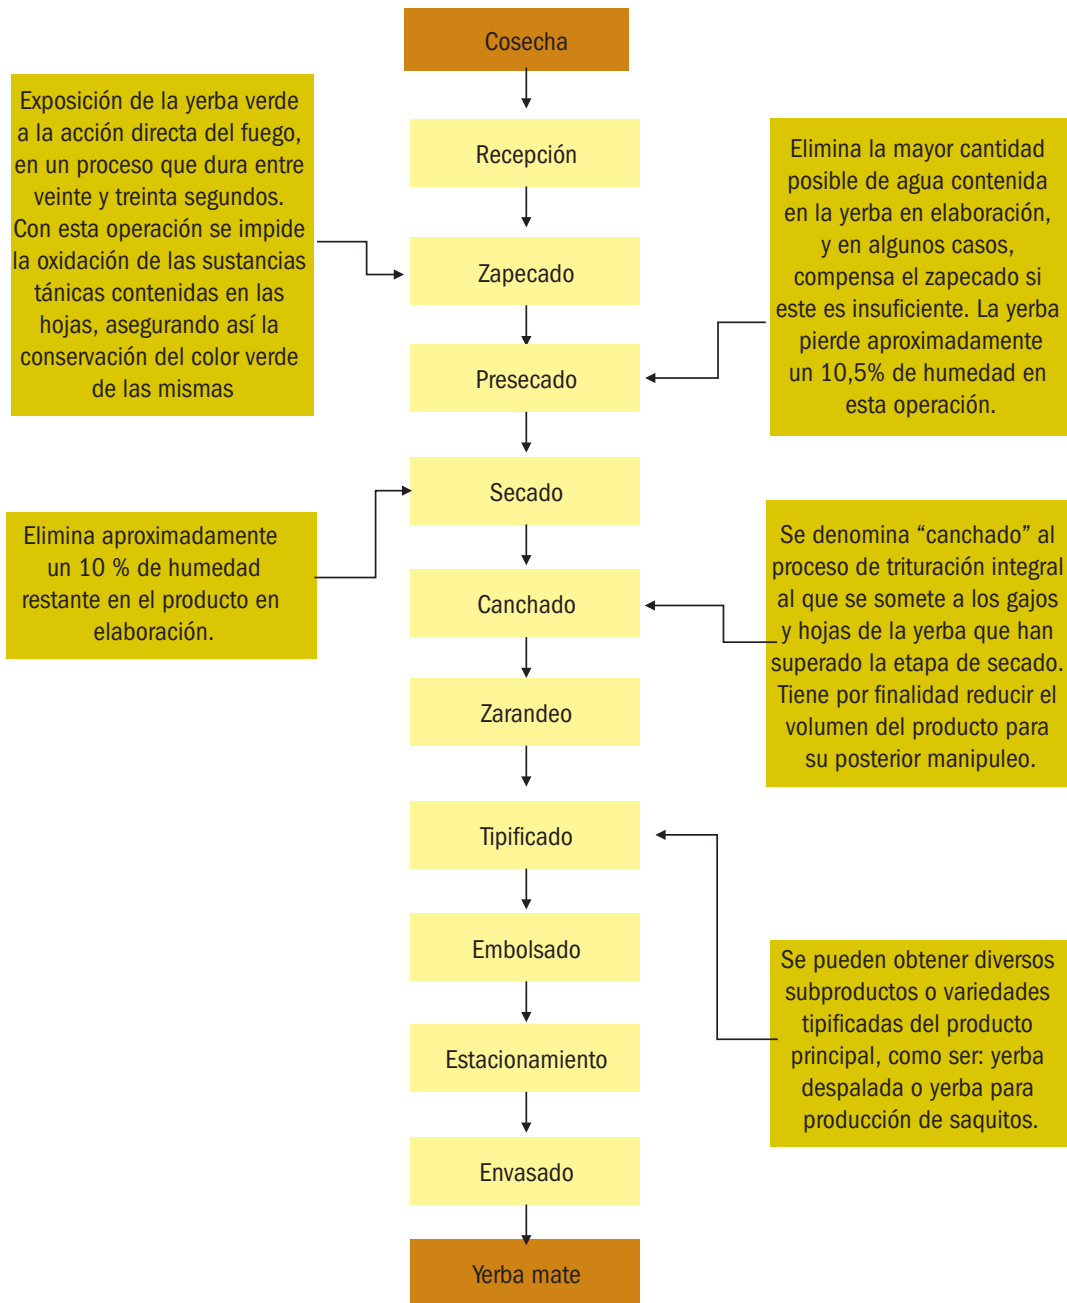 Cosecha
Exposición de la yerba verde
a la acción directa del fuego,
en un proceso que dura entre
veinte y treinta segundos.
Con esta operación se impide
la oxidación de las sustancias
tánicas contenidas en las
hojas, asegurando así la
conservación del color verde
de las mismas
Recepción
Elimina la mayor cantidad
posible de agua contenida
en la yerba en elaboración,
y en algunos casos,
compensa el zapecado si
este es insuficiente. La yerba
pierde aproximadamente
un 10,5% de humedad en
esta operación.
Zapecado
Presecado
Secado
Elimina aproximadamente
un 10 % de humedad
restante en el producto en
elaboración.
Se denomina “canchado” al
proceso de trituración integral
al que se somete a los gajos
y hojas de la yerba que han
superado la etapa de secado.
Tiene por finalidad reducir el
volumen del producto para
su posterior manipuleo.
Canchado
Zarandeo
Tipificado
Embolsado
Se pueden obtener diversos
subproductos o variedades
tipificadas del producto
principal, como ser: yerba
despalada o yerba para
producción de saquitos.
Estacionamiento
Envasado
Yerba mate